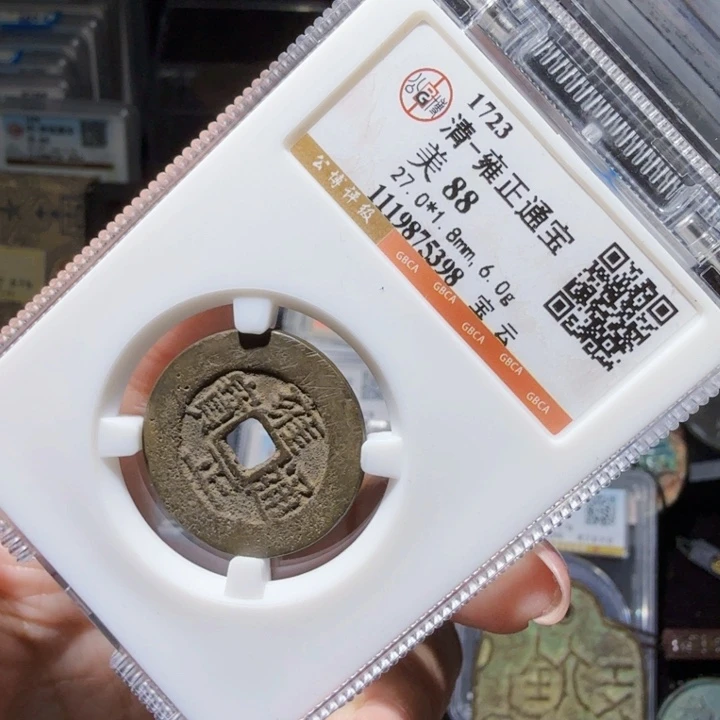 公G博
1723
清-雍正通宝
美 88
27.0*1.8mm, 6.0g
1119875398 宝云
公博评级 GBCA GBCA GBCA GBCA GBCA
雍正通寶